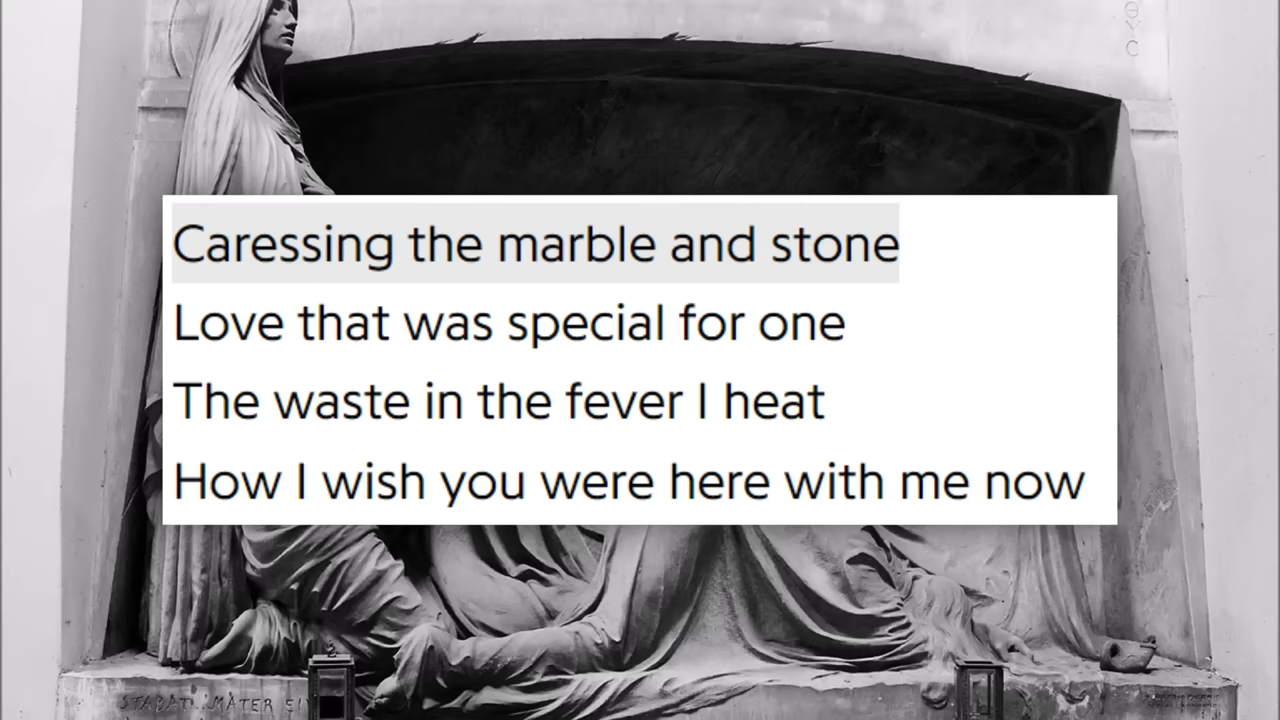 Caressing the marble and stone
Love that was special for one
The waste in the fever I heat
How I wish you were here with me now
STABAT MATER